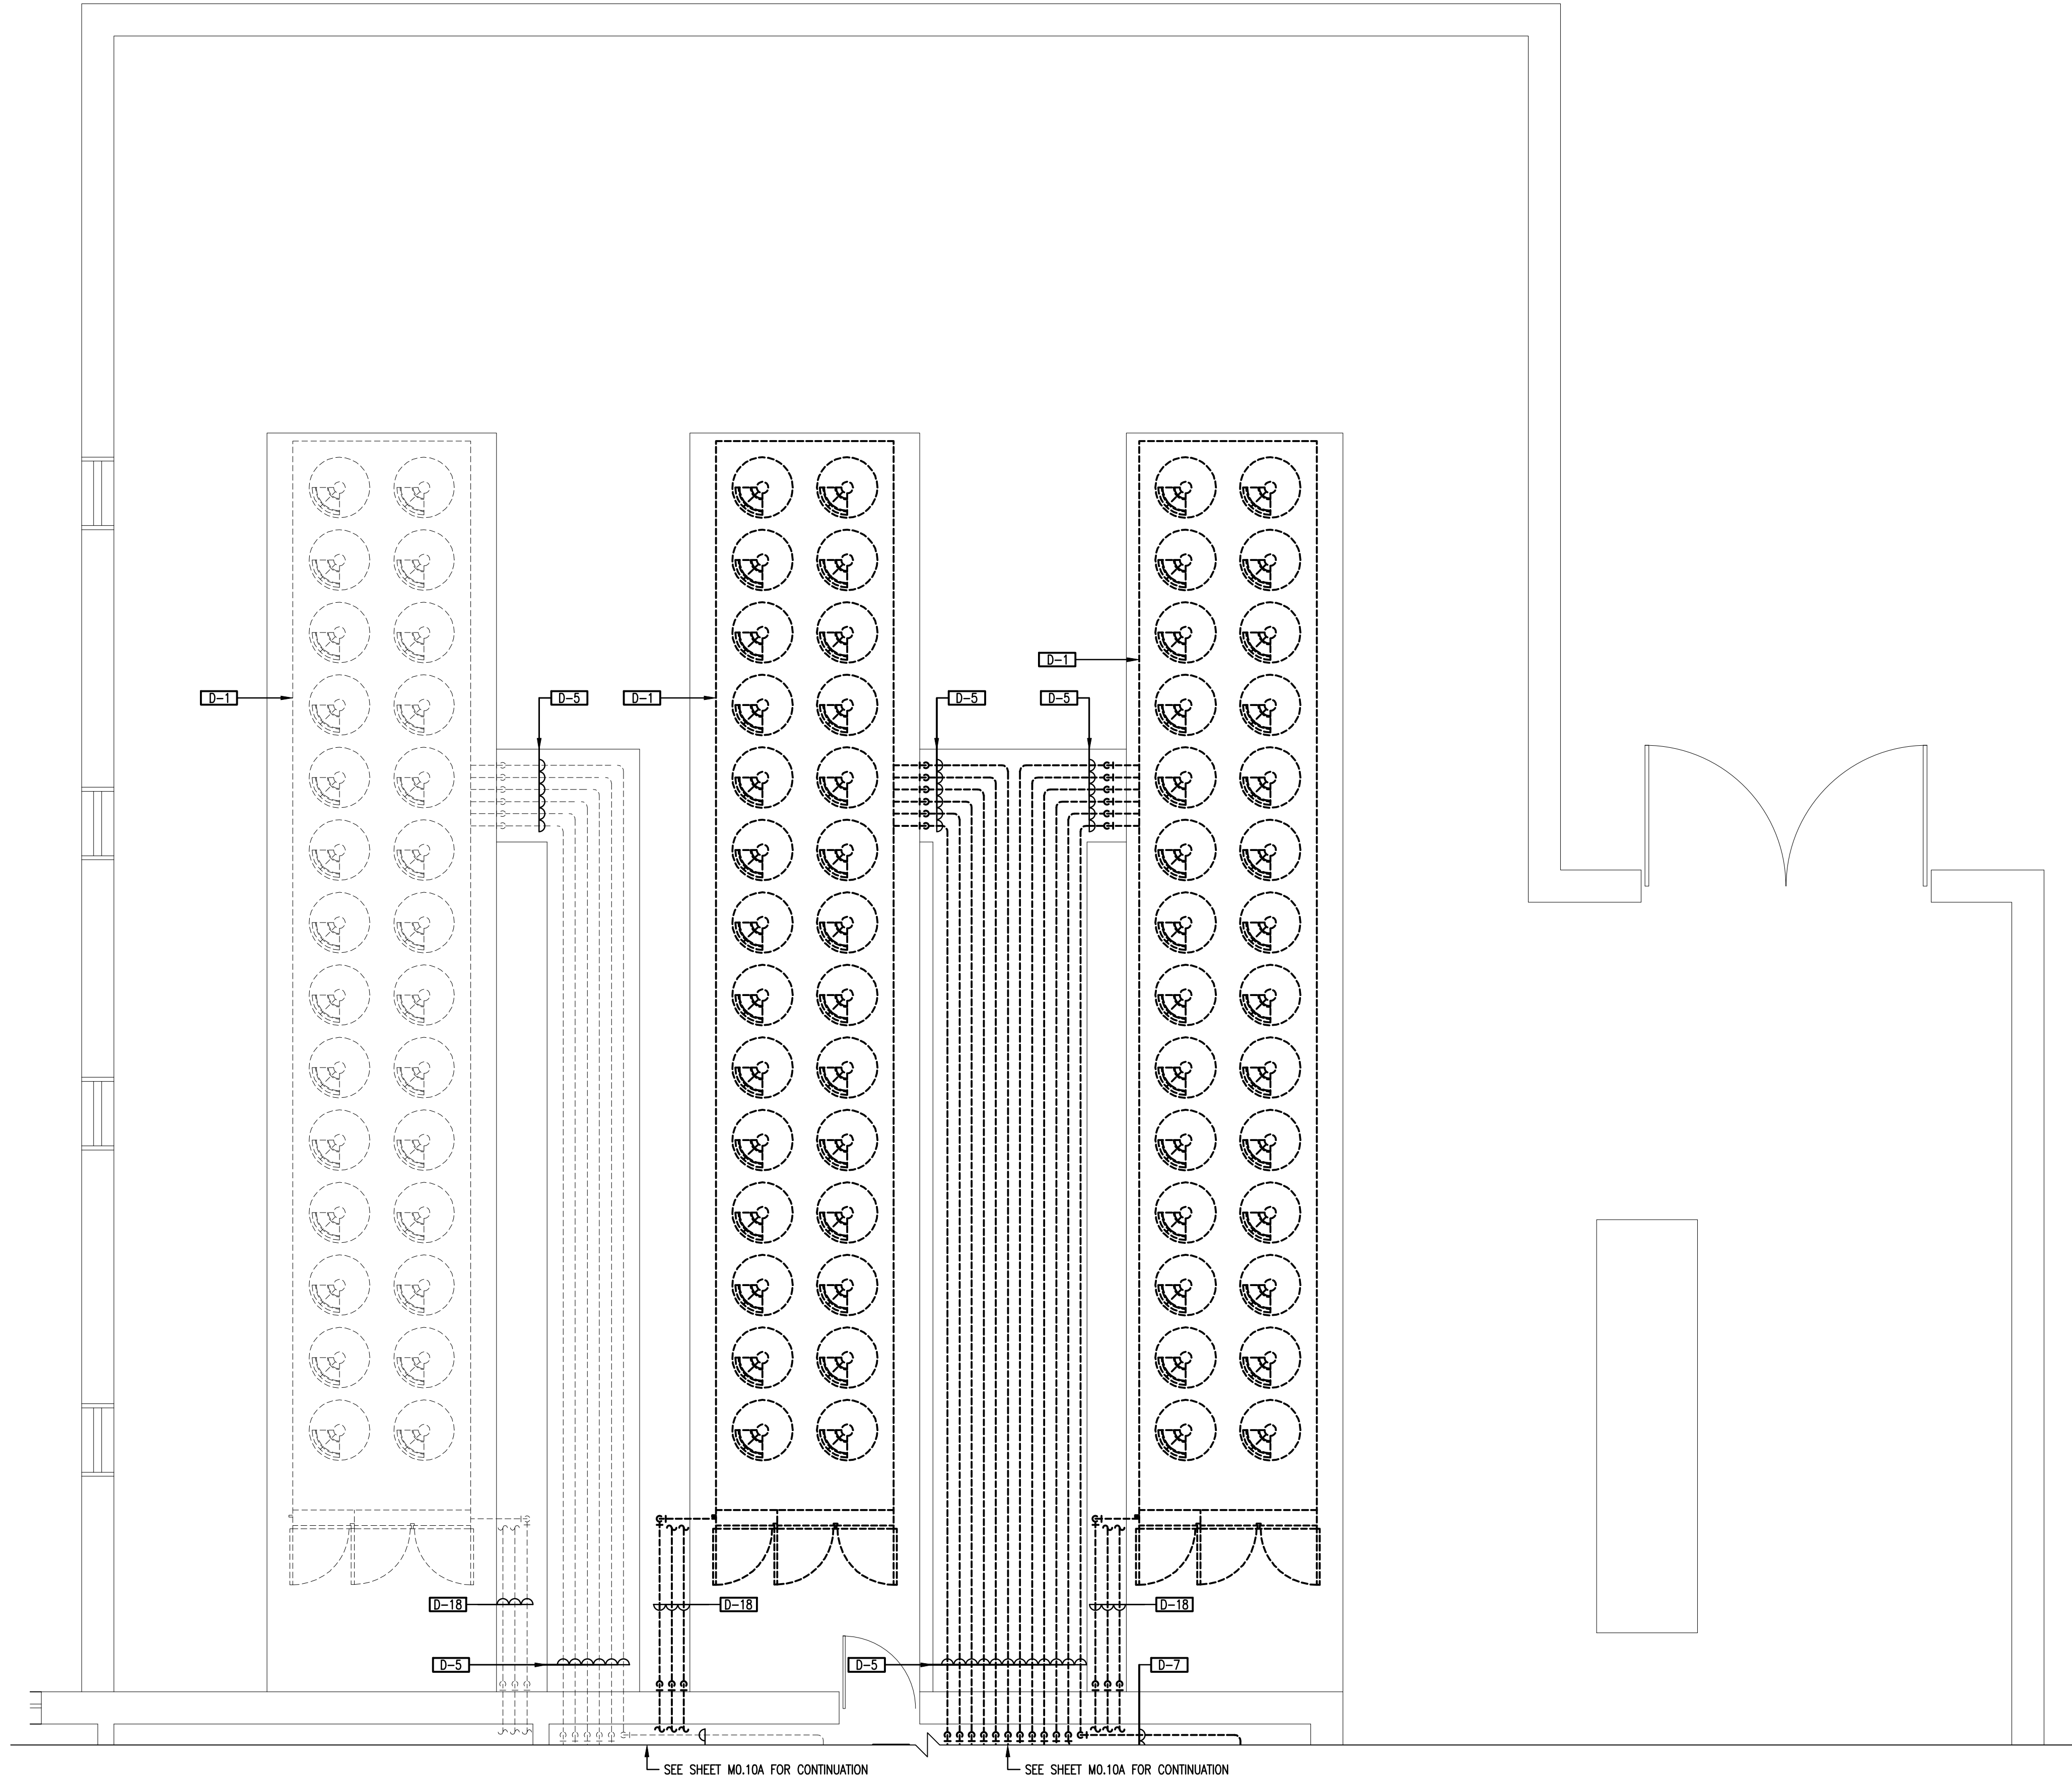 D-1
D-1
D-1
D-5
D-5
D-5
D-18
D-18
D-18
D-5
D-5
D-7
SEE SHEET M0.10A FOR CONTINUATION
SEE SHEET M0.10A FOR CONTINUATION